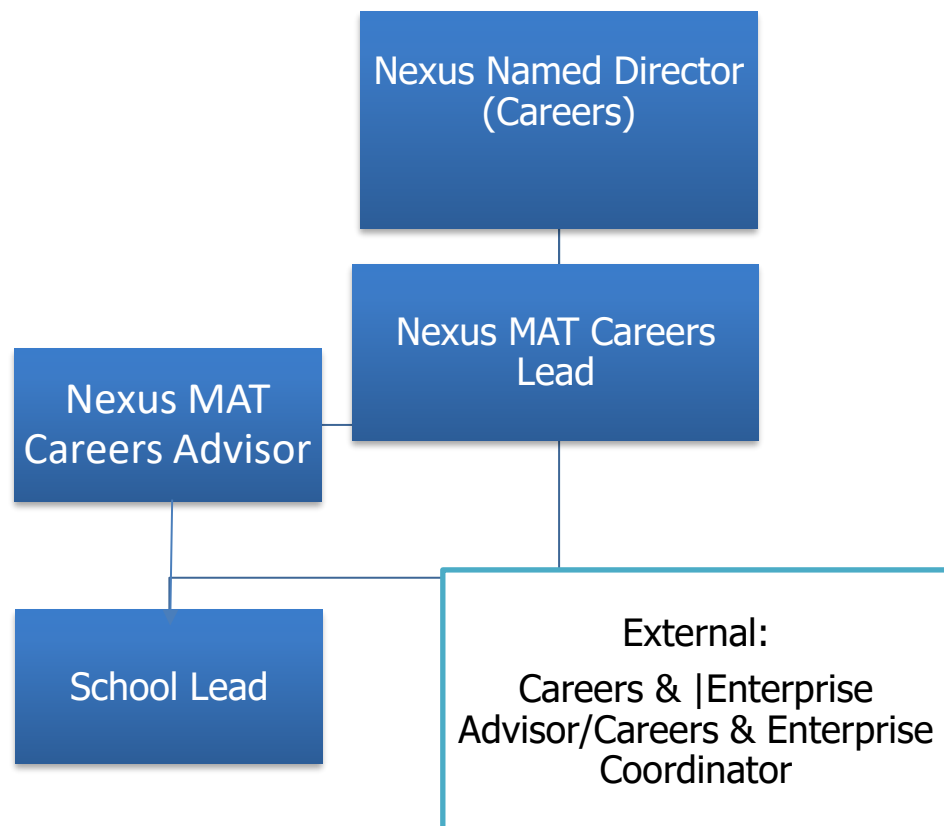 Nexus Named Director
(Careers)
Nexus MAT Careers
Lead
Nexus MAT
Careers Advisor
School Lead
External:
Careers & |Enterprise
Advisor/Careers & Enterprise
Coordinator